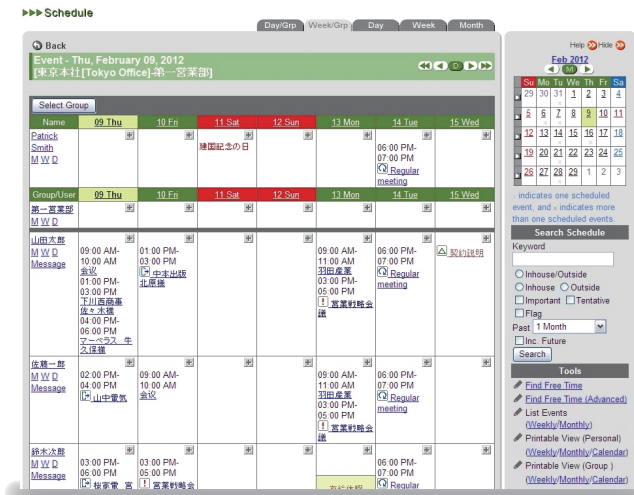 Schedule
Day/Grp Week/Grp Day Week Month
Back
Event - Thu, February 09, 2012
[東京本社[Tokyo Office]-第一営業部]
D
Select Group
Name 09 Thu 10 Fri 11 Sat 12 Sun 13 Mon 14 Tue 15 Wed
Patrick
Smith
M W D
建国記念の日
06:00 PM-
07:00 PM
Regular
meeting
Group/User 09 Thu 10 Fri 11 Sat 12 Sun 13 Mon 14 Tue 15 Wed
第一営業部
M W D
山田太郎
M W D
Message
09:00 AM-
10:00 AM
会议
01:00 PM-
03:00 PM
下川西商事
佐々木様
04:00 PM-
06:00 PM
マーベラス 牛
久保様
01:00 PM-
03:00 PM
中本出版
北原様
09:00 AM-
11:00 AM
羽田産業
03:00 PM-
05:00 PM
営業戦略会
議
06:00 PM-
07:00 PM
Regular
meeting
契約説明
佐藤一郎
M W D
Message
02:00 PM-
04:00 PM
山中電気
09:00 AM-
10:00 AM
会议
09:00 AM-
11:00 AM
羽田産業
03:00 PM-
05:00 PM
営業戦略会
議
06:00 PM-
07:00 PM
Regular
meeting
鈴木次郎
M W D
Message
03:00 PM-
06:00 PM
桜家電 宮
03:00 PM-
05:00 PM
営業戦略会
06:00 PM-
07:00 PM
Regular
Help Hide
Feb 2012
M
Su Mo Tu We Th Fr Sa
29 30 31 1 2 3 4
5 6 7 8 9 10 11
12 13 14 15 16 17 18
19 20 21 22 23 24 25
26 27 28 29 1 2 3
indicates one scheduled
event, and indicates more
than one scheduled events.
Search Schedule
Keyword
Inhouse/Outside
Inhouse Outside
Important Tentative
Flag
Past 1 Month
Inc. Future
Search
Tools
Find Free Time
Find Free Time (Advanced)
List Events
(Weekly/Monthly)
Printable View (Personal)
(Weekly/Monthly/Calendar)
Printable View (Group )
(Weekly/Monthly/Calendar)